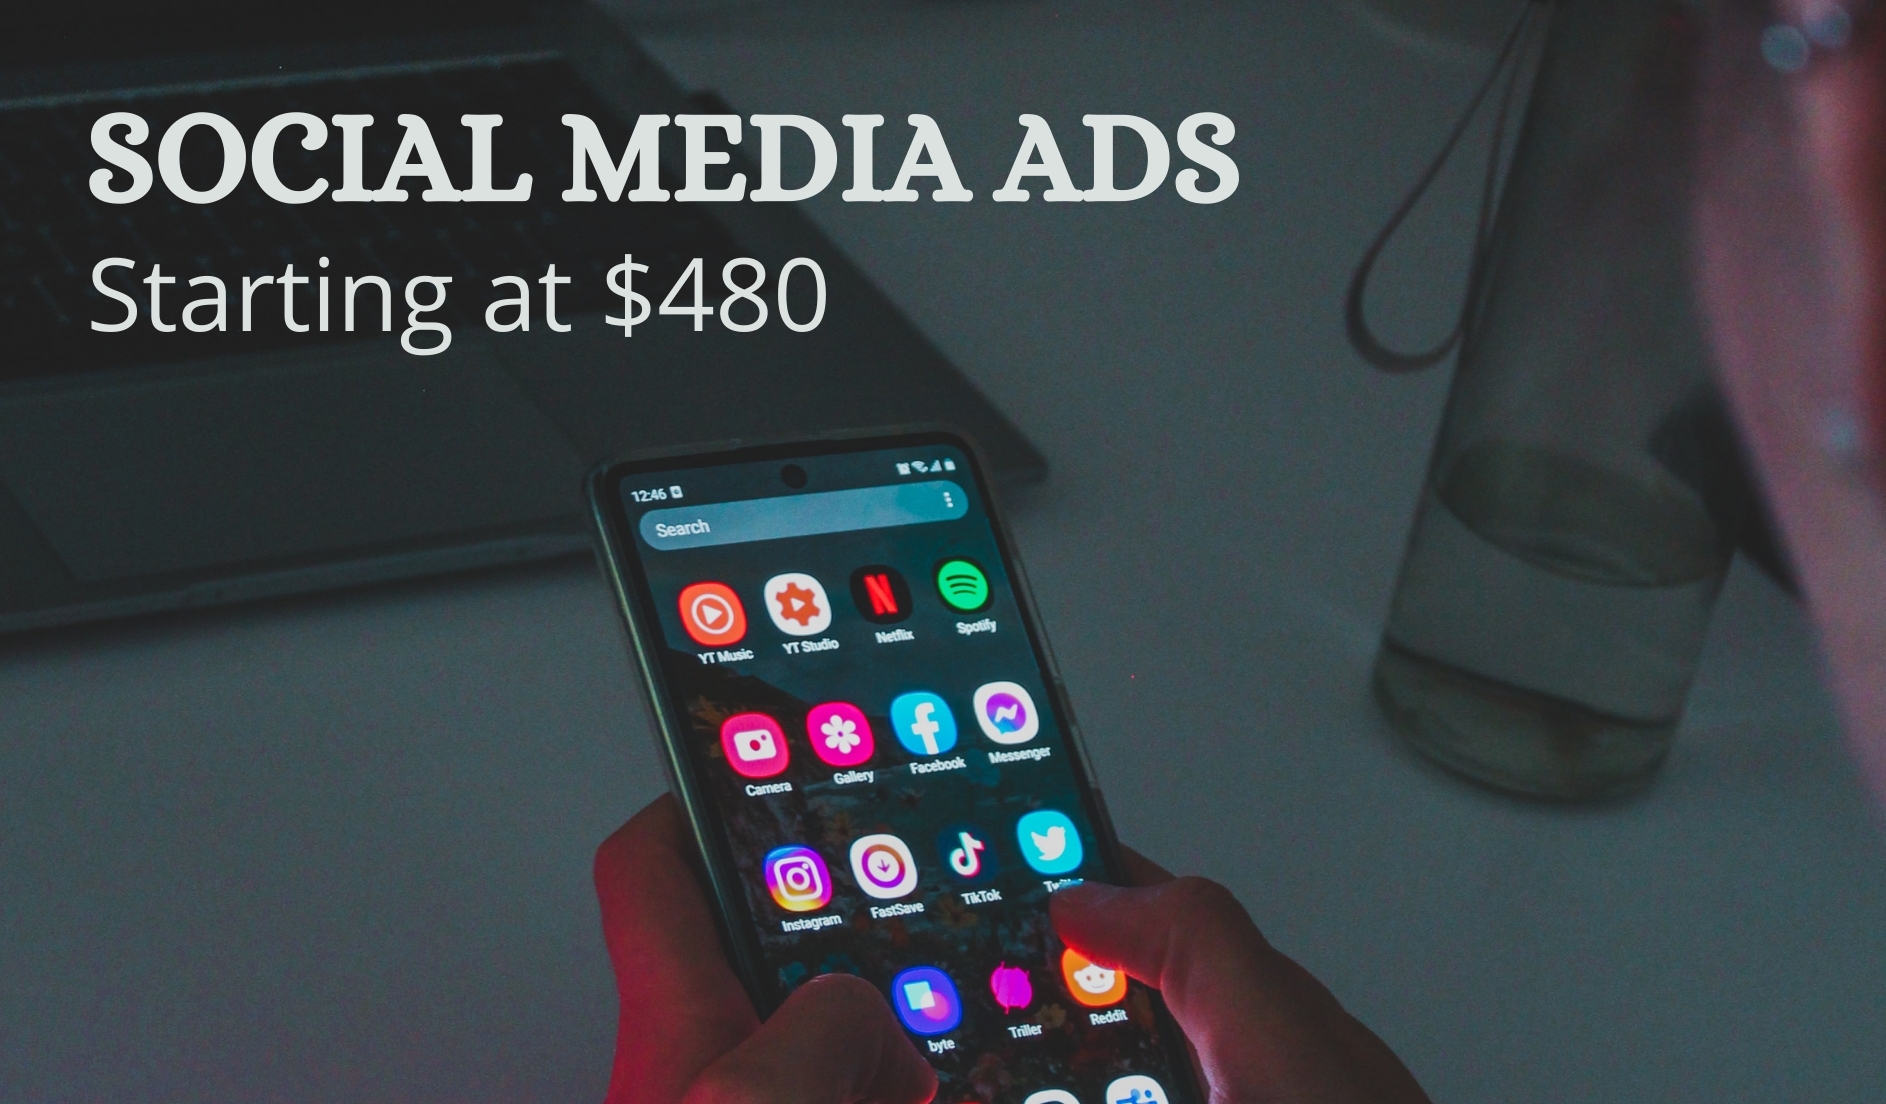 SOCIAL MEDIA ADS
Starting at $480
12:46
Search
YT Music
YT Studio
Netflix
Spotify
Camera
Gallery
Facebook
Messenger
Instagram
FastSave
TikTok
byte
Triller
Reddit